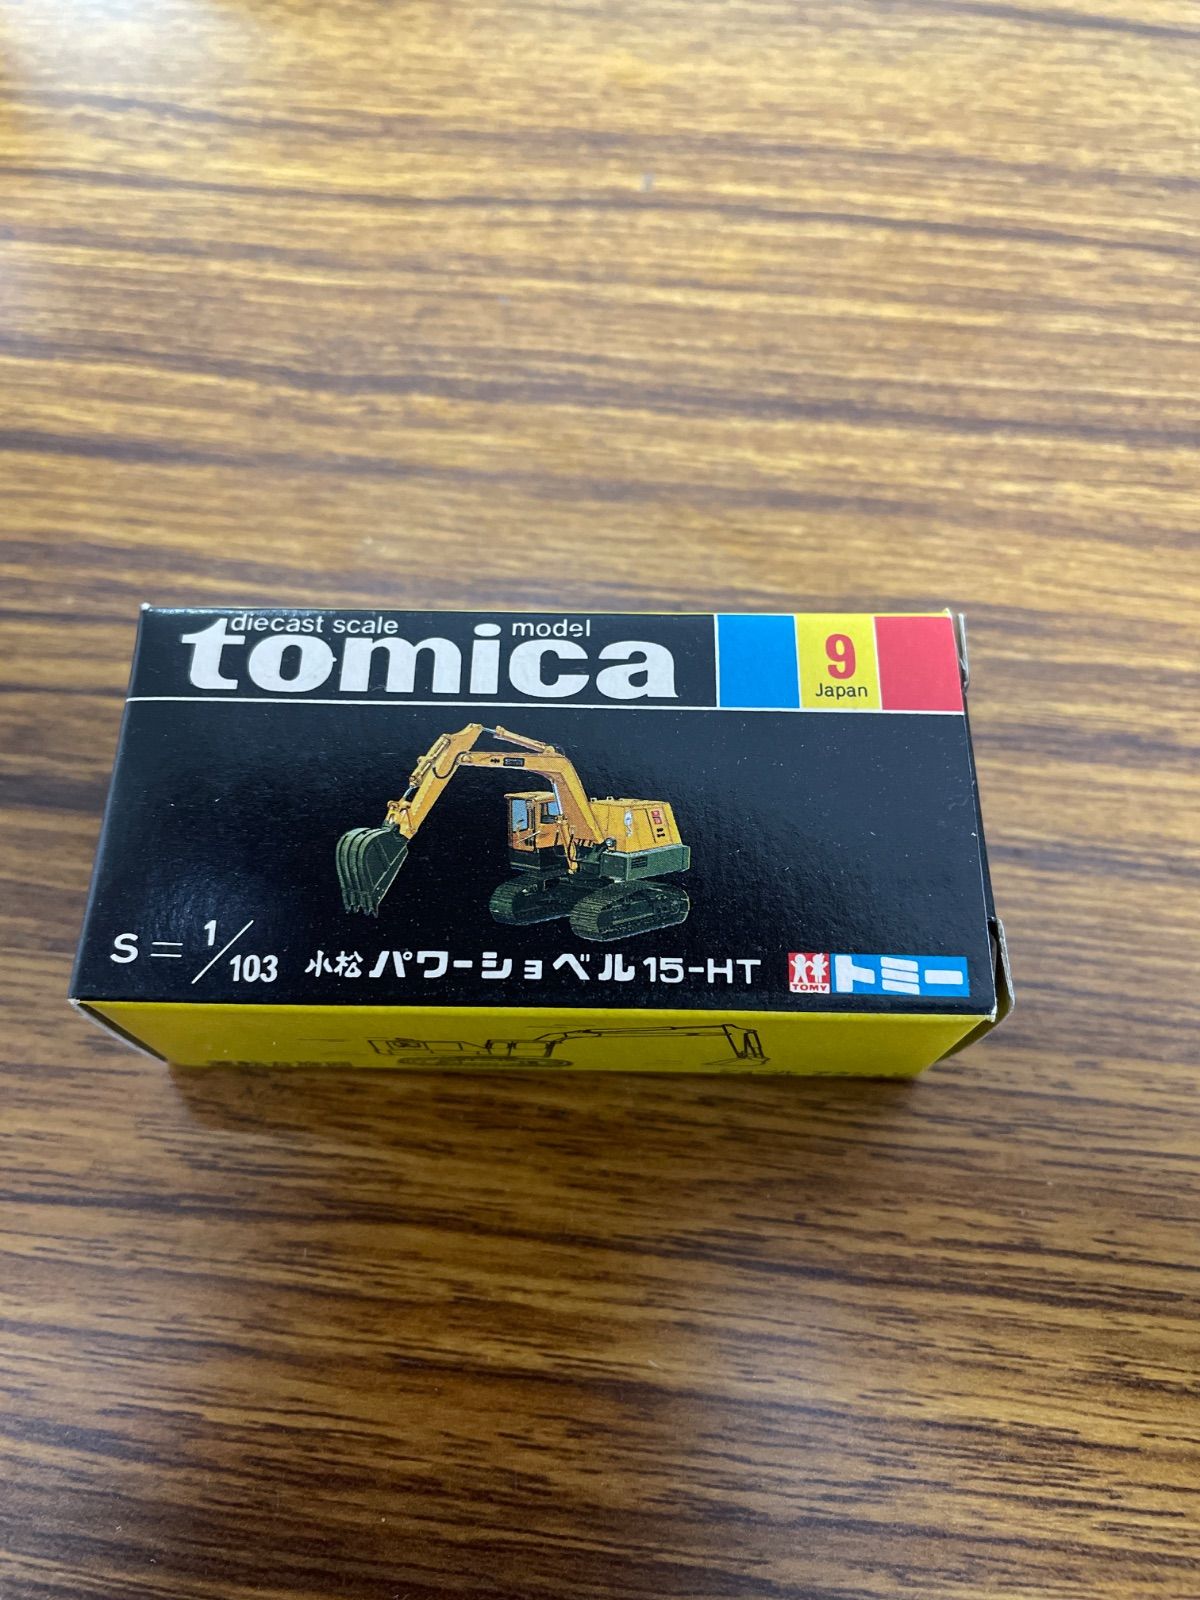 diecast scale model
tomica
9
Japan
S=1/103 小松 パワーショベル 15-HT
TOMY トミー